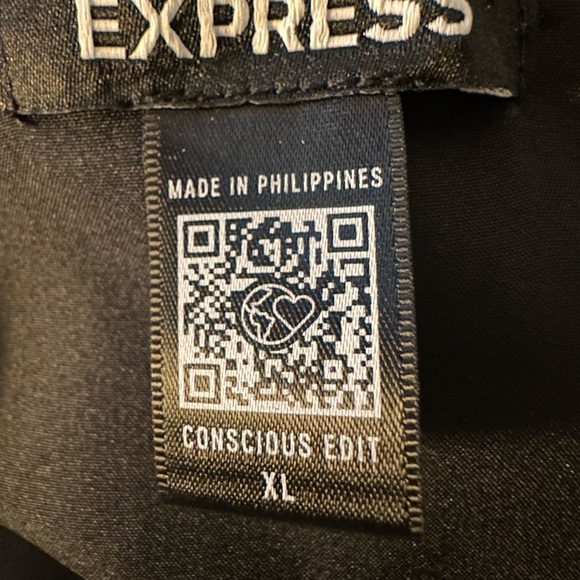 EXPRESS
MADE IN PHILIPPINES
CONSCIOUS EDIT
XL